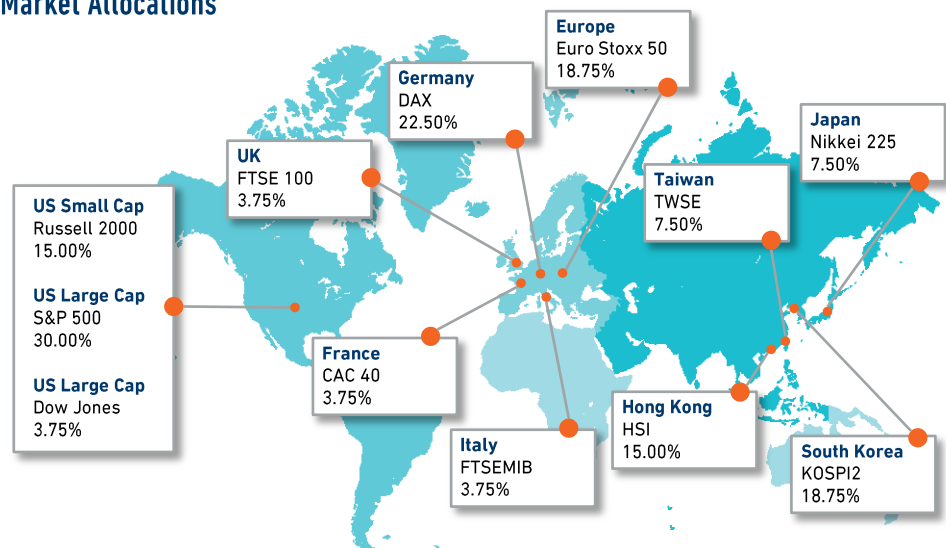 Market Allocations
Europe
Euro Stoxx 50
18.75%
Germany
DAX
22.50%
Japan
Nikkei 225
7.50%
UK
FTSE 100
3.75%
Taiwan
TWSE
7.50%
US Small Cap
Russell 2000
15.00%
US Large Cap
S&P 500
30.00%
US Large Cap
Dow Jones
3.75%
France
CAC 40
3.75%
Hong Kong
HSI
15.00%
Italy
FTSEMIB
3.75%
South Korea
KOSPI2
18.75%